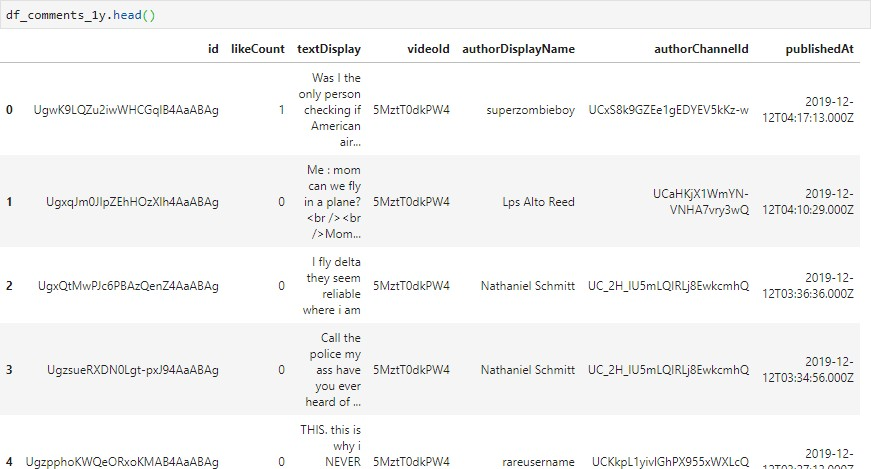 df_comments_1y.head()
id likeCount textDisplay videoId authorDisplayName authorChannelId publishedAt
Was I the
only person
checking if
American
air...
0 UgwK9LQZu2iwWHCGqlB4AaABAg 1 5MztT0dkPW4 superzombieboy UCxS8k9GZEe1gEDYEV5kKz-w
2019-12-
12T04:17:13.000Z
Me : mom
can we fly
in a plane?
<br /><br
/>Mom...
1 UgxqJm0JlpZEhHOzXlh4AaABAg 0 5MztT0dkPW4 Lps Alto Reed
UCaHKjX1WmYN-
VNHA7vry3wQ
2019-12-
12T04:10:29.000Z
I fly delta
they seem
reliable
where i am
2 UgxQtMwPJc6PBAzQenZ4AaABAg 0 5MztT0dkPW4 Nathaniel Schmitt UC_2H_IU5mLQIRLj8EwkcmhQ
2019-12-
12T03:36:36.000Z
Call the
police my
ass have
you ever
heard of ...
3 UgzsueRXDN0Lgt-pxJ94AaABAg 0 5MztT0dkPW4 Nathaniel Schmitt UC_2H_IU5mLQIRLj8EwkcmhQ
2019-12-
12T03:34:56.000Z
THIS. this is
why i
NEVER
4 UgzpphoKWQeORxoKMAB4AaABAg 0 5MztT0dkPW4 rareusername UCKkpL1yivlGhPX955xWXLcQ
2019-12-